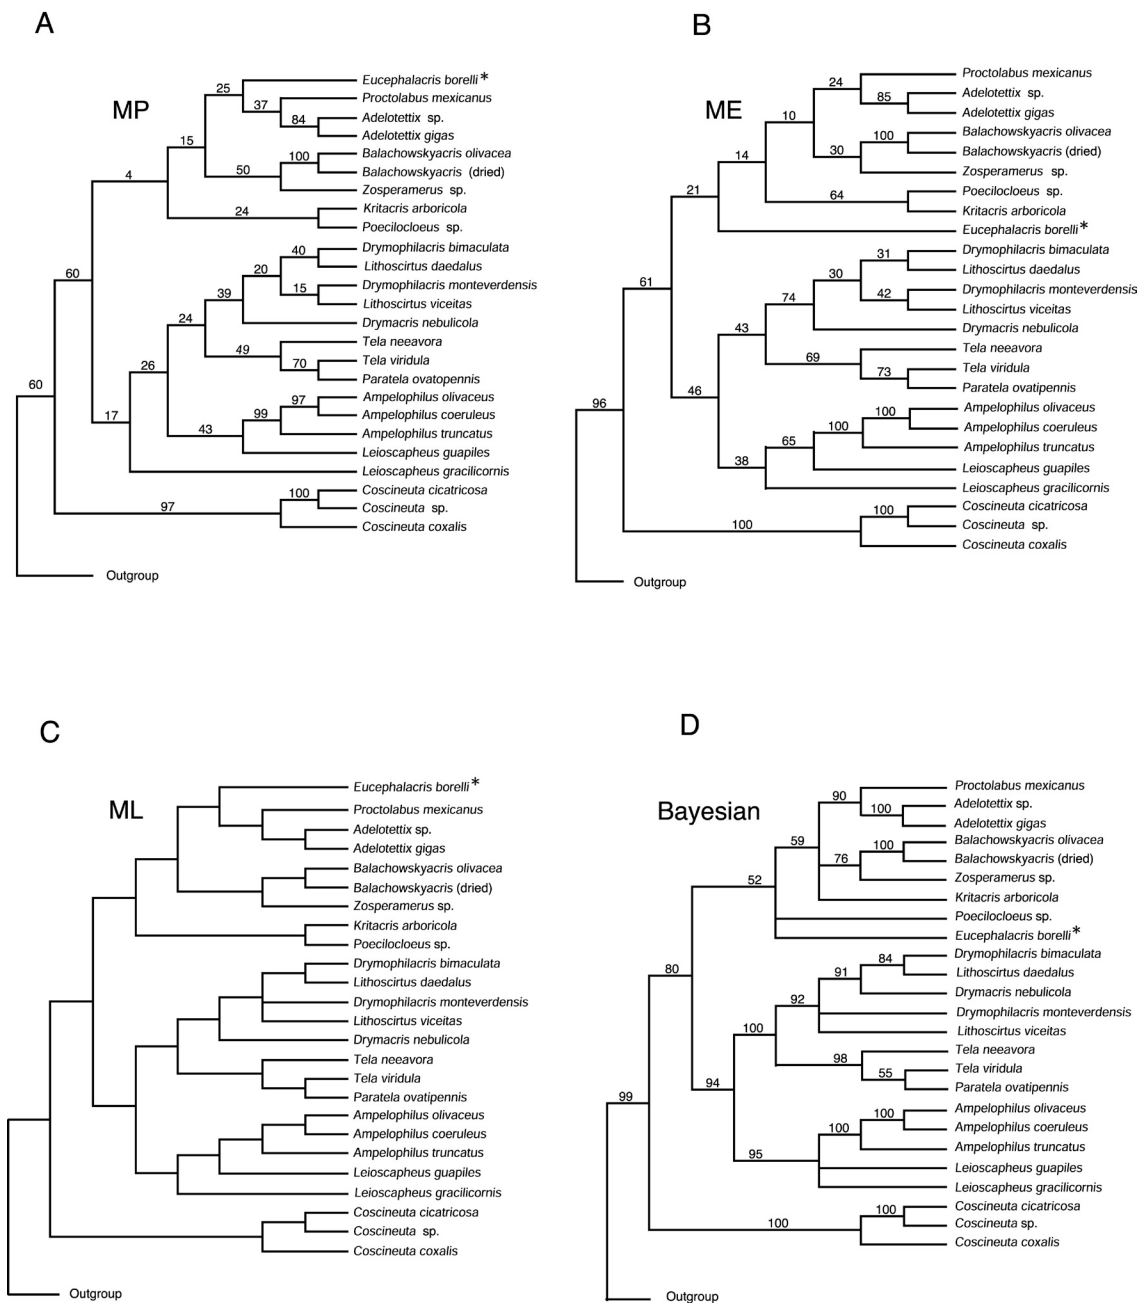 A
MP
25
Eucephalacris borelli*
37
Proctolabus mexicanus
84
Adelotettix sp.
Adelotettix gigas
15
100
Balachowskyacris olivacea
50
Balachowskyacris (dried)
Zosperamerus sp.
4
24
Kritacris arboricola
Poecilocloeus sp.
60
40
Drymophilacris bimaculata
20
Lithoscirtus daedalus
15
Drymophilacris monteverdensis
39
Lithoscirtus viceitas
24
Drymacris nebulicola
49
Tela neeavora
70
Tela viridula
26
Paratela ovatopennis
60
97
Ampelophilus olivaceus
99
Ampelophilus coeruleus
17
43
Ampelophilus truncatus
Leioscapheus guapiles
Leioscapheus gracilicornis
100
Coscineuta cicatricosa
97
Coscineuta sp.
Coscineuta coxalis
Outgroup
B
ME
24
Proctolabus mexicanus
85
Adelotettix sp.
10
Adelotettix gigas
100
Balachowskyacris olivacea
30
Balachowskyacris (dried)
14
Zosperamerus sp.
21
64
Poecilocloeus sp.
Kritacris arboricola
Eucephalacris borelli*
31
Drymophilacris bimaculata
30
Lithoscirtus daedalus
61
42
Drymophilacris monteverdensis
74
Lithoscirtus viceitas
43
Drymacris nebulicola
69
Tela neeavora
73
Tela viridula
46
Paratela ovatipennis
96
100
Ampelophilus olivaceus
100
Ampelophilus coeruleus
65
Ampelophilus truncatus
38
Leioscapheus guapiles
Leioscapheus gracilicornis
100
Coscineuta cicatricosa
100
Coscineuta sp.
Coscineuta coxalis
Outgroup
C
ML
Eucephalacris borelli*
Proctolabus mexicanus
Adelotettix sp.
Adelotettix gigas
Balachowskyacris olivacea
Balachowskyacris (dried)
Zosperamerus sp.
Kritacris arboricola
Poecilocloeus sp.
Drymophilacris bimaculata
Lithoscirtus daedalus
Drymophilacris monteverdensis
Lithoscirtus viceitas
Drymacris nebulicola
Tela neeavora
Tela viridula
Paratela ovatipennis
Ampelophilus olivaceus
Ampelophilus coeruleus
Ampelophilus truncatus
Leioscapheus guapiles
Leioscapheus gracilicornis
Coscineuta cicatricosa
Coscineuta sp.
Coscineuta coxalis
Outgroup
D
Bayesian
90
Proctolabus mexicanus
100
Adelotettix sp.
Adelotettix gigas
59
100
Balachowskyacris olivacea
76
Balachowskyacris (dried)
Zosperamerus sp.
52
Kritacris arboricola
Poecilocloeus sp.
Eucephalacris borelli*
84
Drymophilacris bimaculata
80
91
Lithoscirtus daedalus
Drymacris nebulicola
92
Drymophilacris monteverdensis
100
Lithoscirtus viceitas
98
Tela neeavora
55
Tela viridula
94
Paratela ovatipennis
99
100
Ampelophilus olivaceus
100
Ampelophilus coeruleus
95
Ampelophilus truncatus
Leioscapheus guapiles
Leioscapheus gracilicornis
100
Coscineuta cicatricosa
100
Coscineuta sp.
Coscineuta coxalis
Outgroup